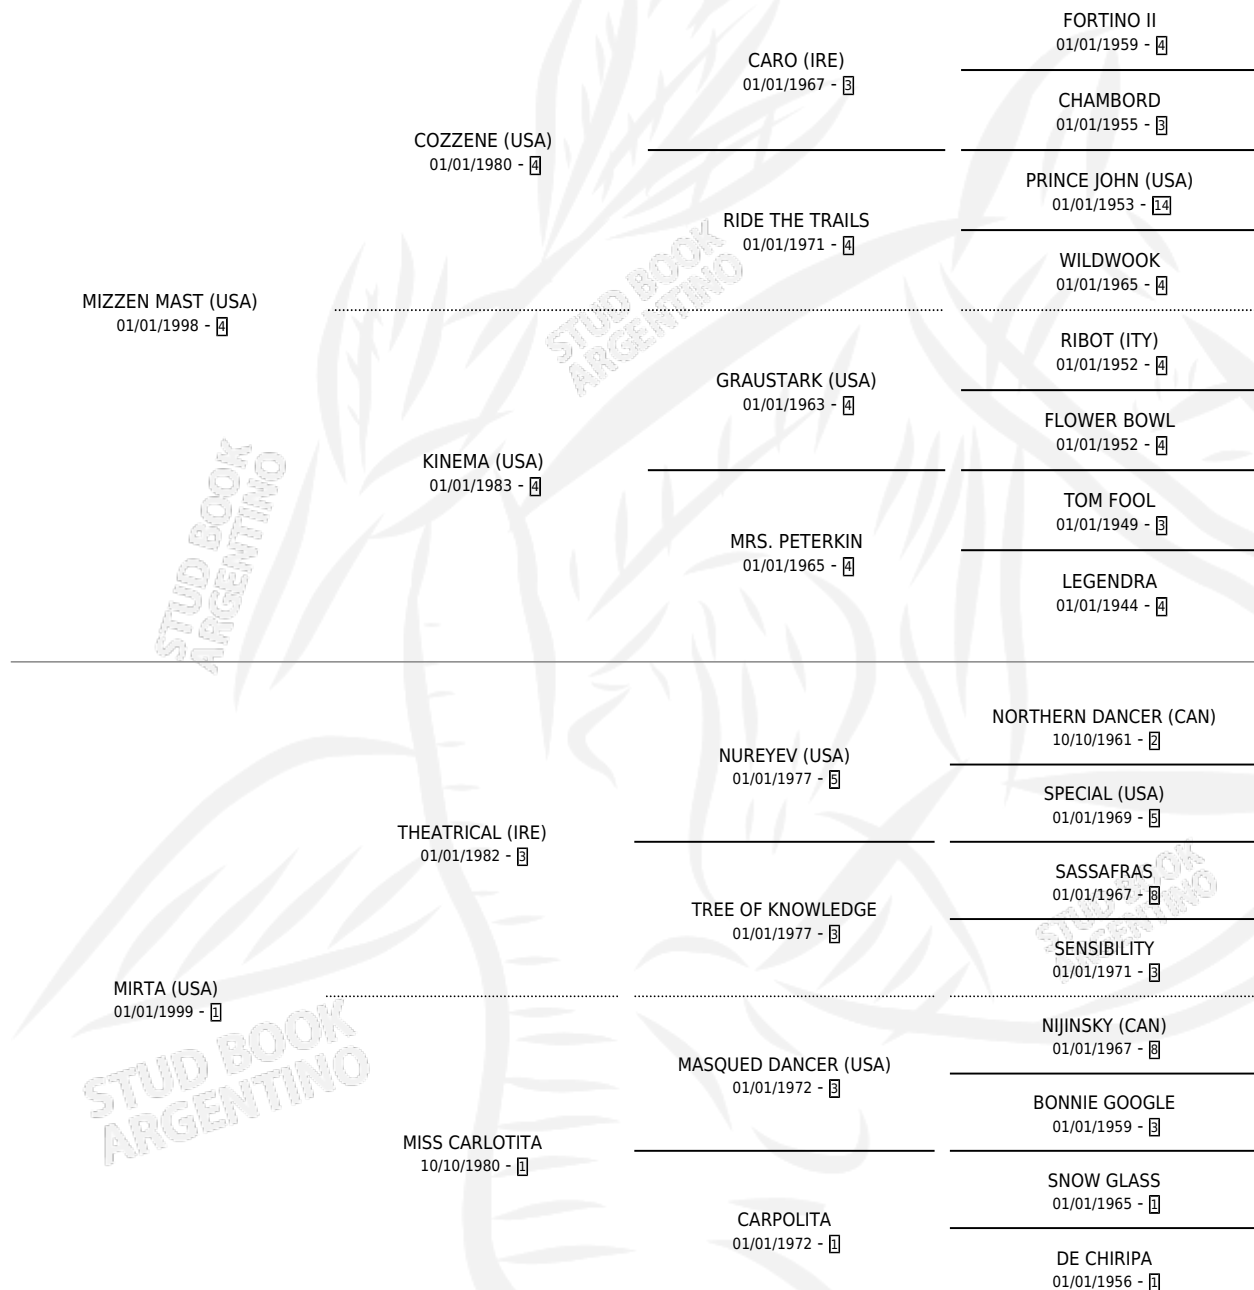 FORTINO II
01/01/1959 - 4
CARO (IRE)
01/01/1967 - 3
CHAMBORD
01/01/1955 - 3
COZZENE (USA)
01/01/1980 - 4
PRINCE JOHN (USA)
01/01/1953 - 14
RIDE THE TRAILS
01/01/1971 - 4
WILDWOOK
01/01/1965 - 4
MIZZEN MAST (USA)
01/01/1998 - 4
STUD BOOK
ARGENTINO
RIBOT (ITY)
01/01/1952 - 4
GRAUSTARK (USA)
01/01/1963 - 4
FLOWER BOWL
01/01/1952 - 4
KINEMA (USA)
01/01/1983 - 4
TOM FOOL
01/01/1949 - 3
MRS. PETERKIN
01/01/1965 - 4
LEGENDRA
01/01/1944 - 4
STUD BOOK
ARGENTINO
NORTHERN DANCER (CAN)
10/10/1961 - 2
NUREYEV (USA)
01/01/1977 - 5
SPECIAL (USA)
01/01/1969 - 5
THEATRICAL (IRE)
01/01/1982 - 3
SASSAFRAS
01/01/1967 - 8
TREE OF KNOWLEDGE
01/01/1977 - 3
STUD BOOK
ARGENTINO
SENSIBILITY
01/01/1971 - 3
MIRTA (USA)
01/01/1999 - 1
NIJINSKY (CAN)
01/01/1967 - 8
MASQUED DANCER (USA)
01/01/1972 - 3
STUD BOOK
ARGENTINO
BONNIE GOOGLE
01/01/1959 - 3
MISS CARLOTITA
10/10/1980 - 1
SNOW GLASS
01/01/1965 - 1
CARPOLITA
01/01/1972 - 1
DE CHIRIPA
01/01/1956 - 1